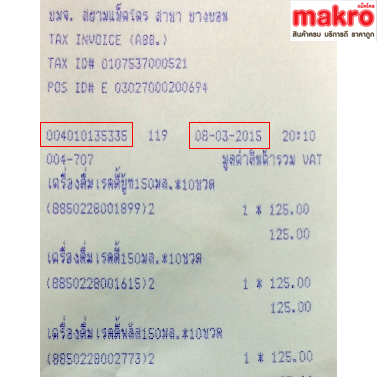 แม็คโคร
makro
สินค้าครบ บริการดี ราคาถูก
บมจ. สยามแม็คโคร สาขา บางบอน
TAX INVOICE (ABB.)
TAX ID# 0107537000521
POS ID# E 03027000200694
004010135335 119 08-03-2015 20:10
004-707 มูลค่าสินค้ารวม VAT
เครื่องดื่มเรดดี้บู้ท150มล.*10ขวด
(8850228001899)2 1 * 125.00
125.00
เครื่องดื่มเรดดี้150มล.*10ขวด
(8850228001615)2 1 * 125.00
125.00
เครื่องดื่มเรดดี้พลัส150มล.*10ขวด
(8850228002773)2 1 * 125.00
125.00